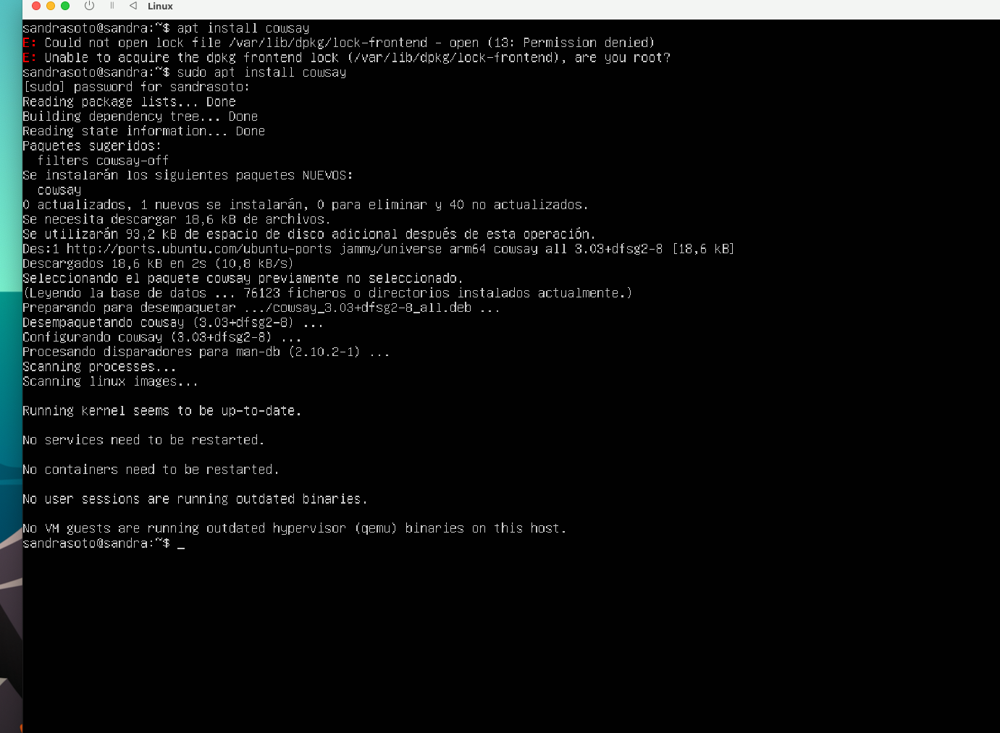 Linux
sandrasoto@sandra:~$ apt install cowsay
E: Could not open lock file /var/lib/dpkg/lock-frontend - open (13: Permission denied)
E: Unable to acquire the dpkg frontend lock (/var/lib/dpkg/lock-frontend), are you root?
sandrasoto@sandra:~$ sudo apt install cowsay
[sudo] password for sandrasoto:
Reading package lists... Done
Building dependency tree... Done
Reading state information... Done
Paquetes sugeridos:
  filters cowsay-off
Se instalarán los siguientes paquetes NUEVOS:
  cowsay
0 actualizados, 1 nuevos se instalarán, 0 para eliminar y 40 no actualizados.
Se necesita descargar 18,6 kB de archivos.
Se utilizarán 93,2 kB de espacio de disco adicional después de esta operación.
Des:1 http://ports.ubuntu.com/ubuntu-ports jammy/universe arm64 cowsay all 3.03+dfsg2-8 [18,6 kB]
Descargados 18,6 kB en 2s (10,8 kB/s)
Seleccionando el paquete cowsay previamente no seleccionado.
(Leyendo la base de datos ... 76123 ficheros o directorios instalados actualmente.)
Preparando para desempaquetar .../cowsay_3.03+dfsg2-8_all.deb ...
Desempaquetando cowsay (3.03+dfsg2-8) ...
Configurando cowsay (3.03+dfsg2-8) ...
Procesando disparadores para man-db (2.10.2-1) ...
Scanning processes...
Scanning linux images...
Running kernel seems to be up-to-date.
No services need to be restarted.
No containers need to be restarted.
No user sessions are running outdated binaries.
No VM guests are running outdated hypervisor (qemu) binaries on this host.
sandrasoto@sandra:~$ _